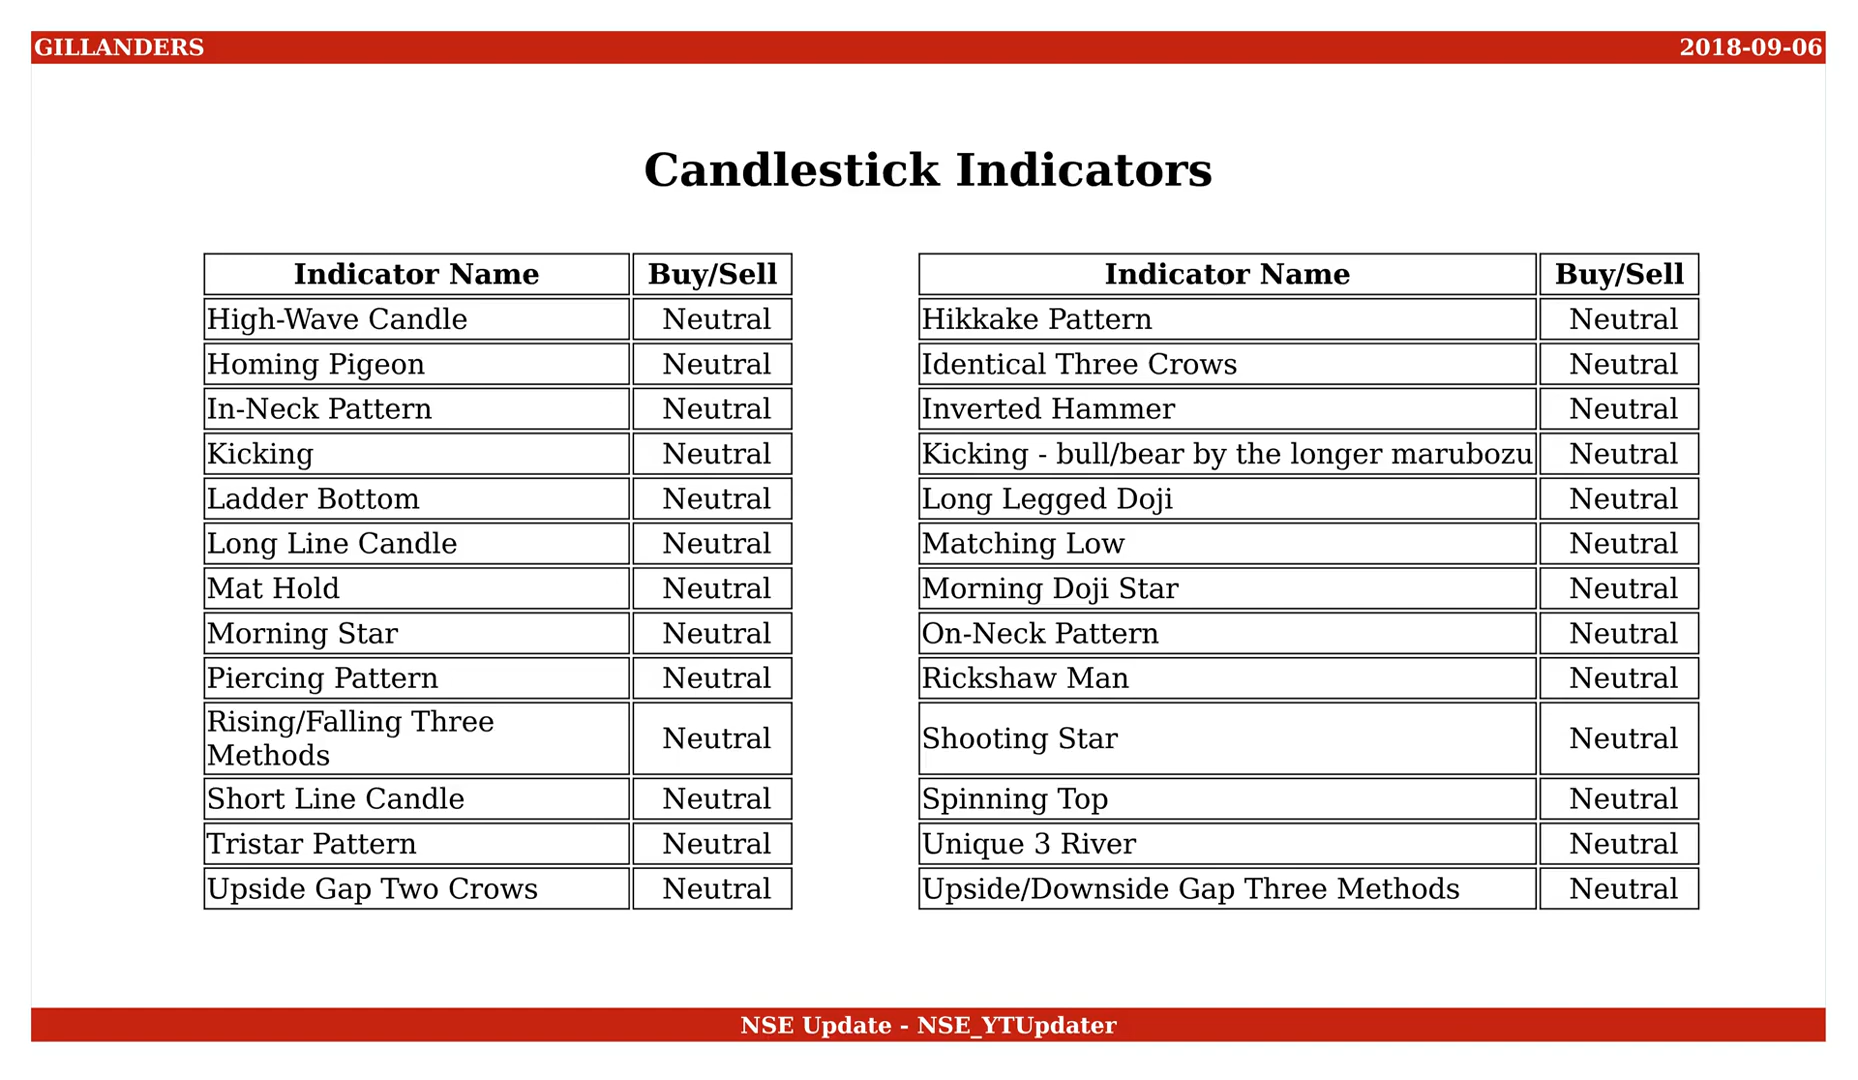 GILLANDERS 2018-09-06
Candlestick Indicators
Indicator Name Buy/Sell
High-Wave Candle Neutral
Homing Pigeon Neutral
In-Neck Pattern Neutral
Kicking Neutral
Ladder Bottom Neutral
Long Line Candle Neutral
Mat Hold Neutral
Morning Star Neutral
Piercing Pattern Neutral
Rising/Falling Three
Methods Neutral
Short Line Candle Neutral
Tristar Pattern Neutral
Upside Gap Two Crows Neutral
Indicator Name Buy/Sell
Hikkake Pattern Neutral
Identical Three Crows Neutral
Inverted Hammer Neutral
Kicking - bull/bear by the longer marubozu Neutral
Long Legged Doji Neutral
Matching Low Neutral
Morning Doji Star Neutral
On-Neck Pattern Neutral
Rickshaw Man Neutral
Shooting Star Neutral
Spinning Top Neutral
Unique 3 River Neutral
Upside/Downside Gap Three Methods Neutral
NSE Update - NSE_YTUpdater